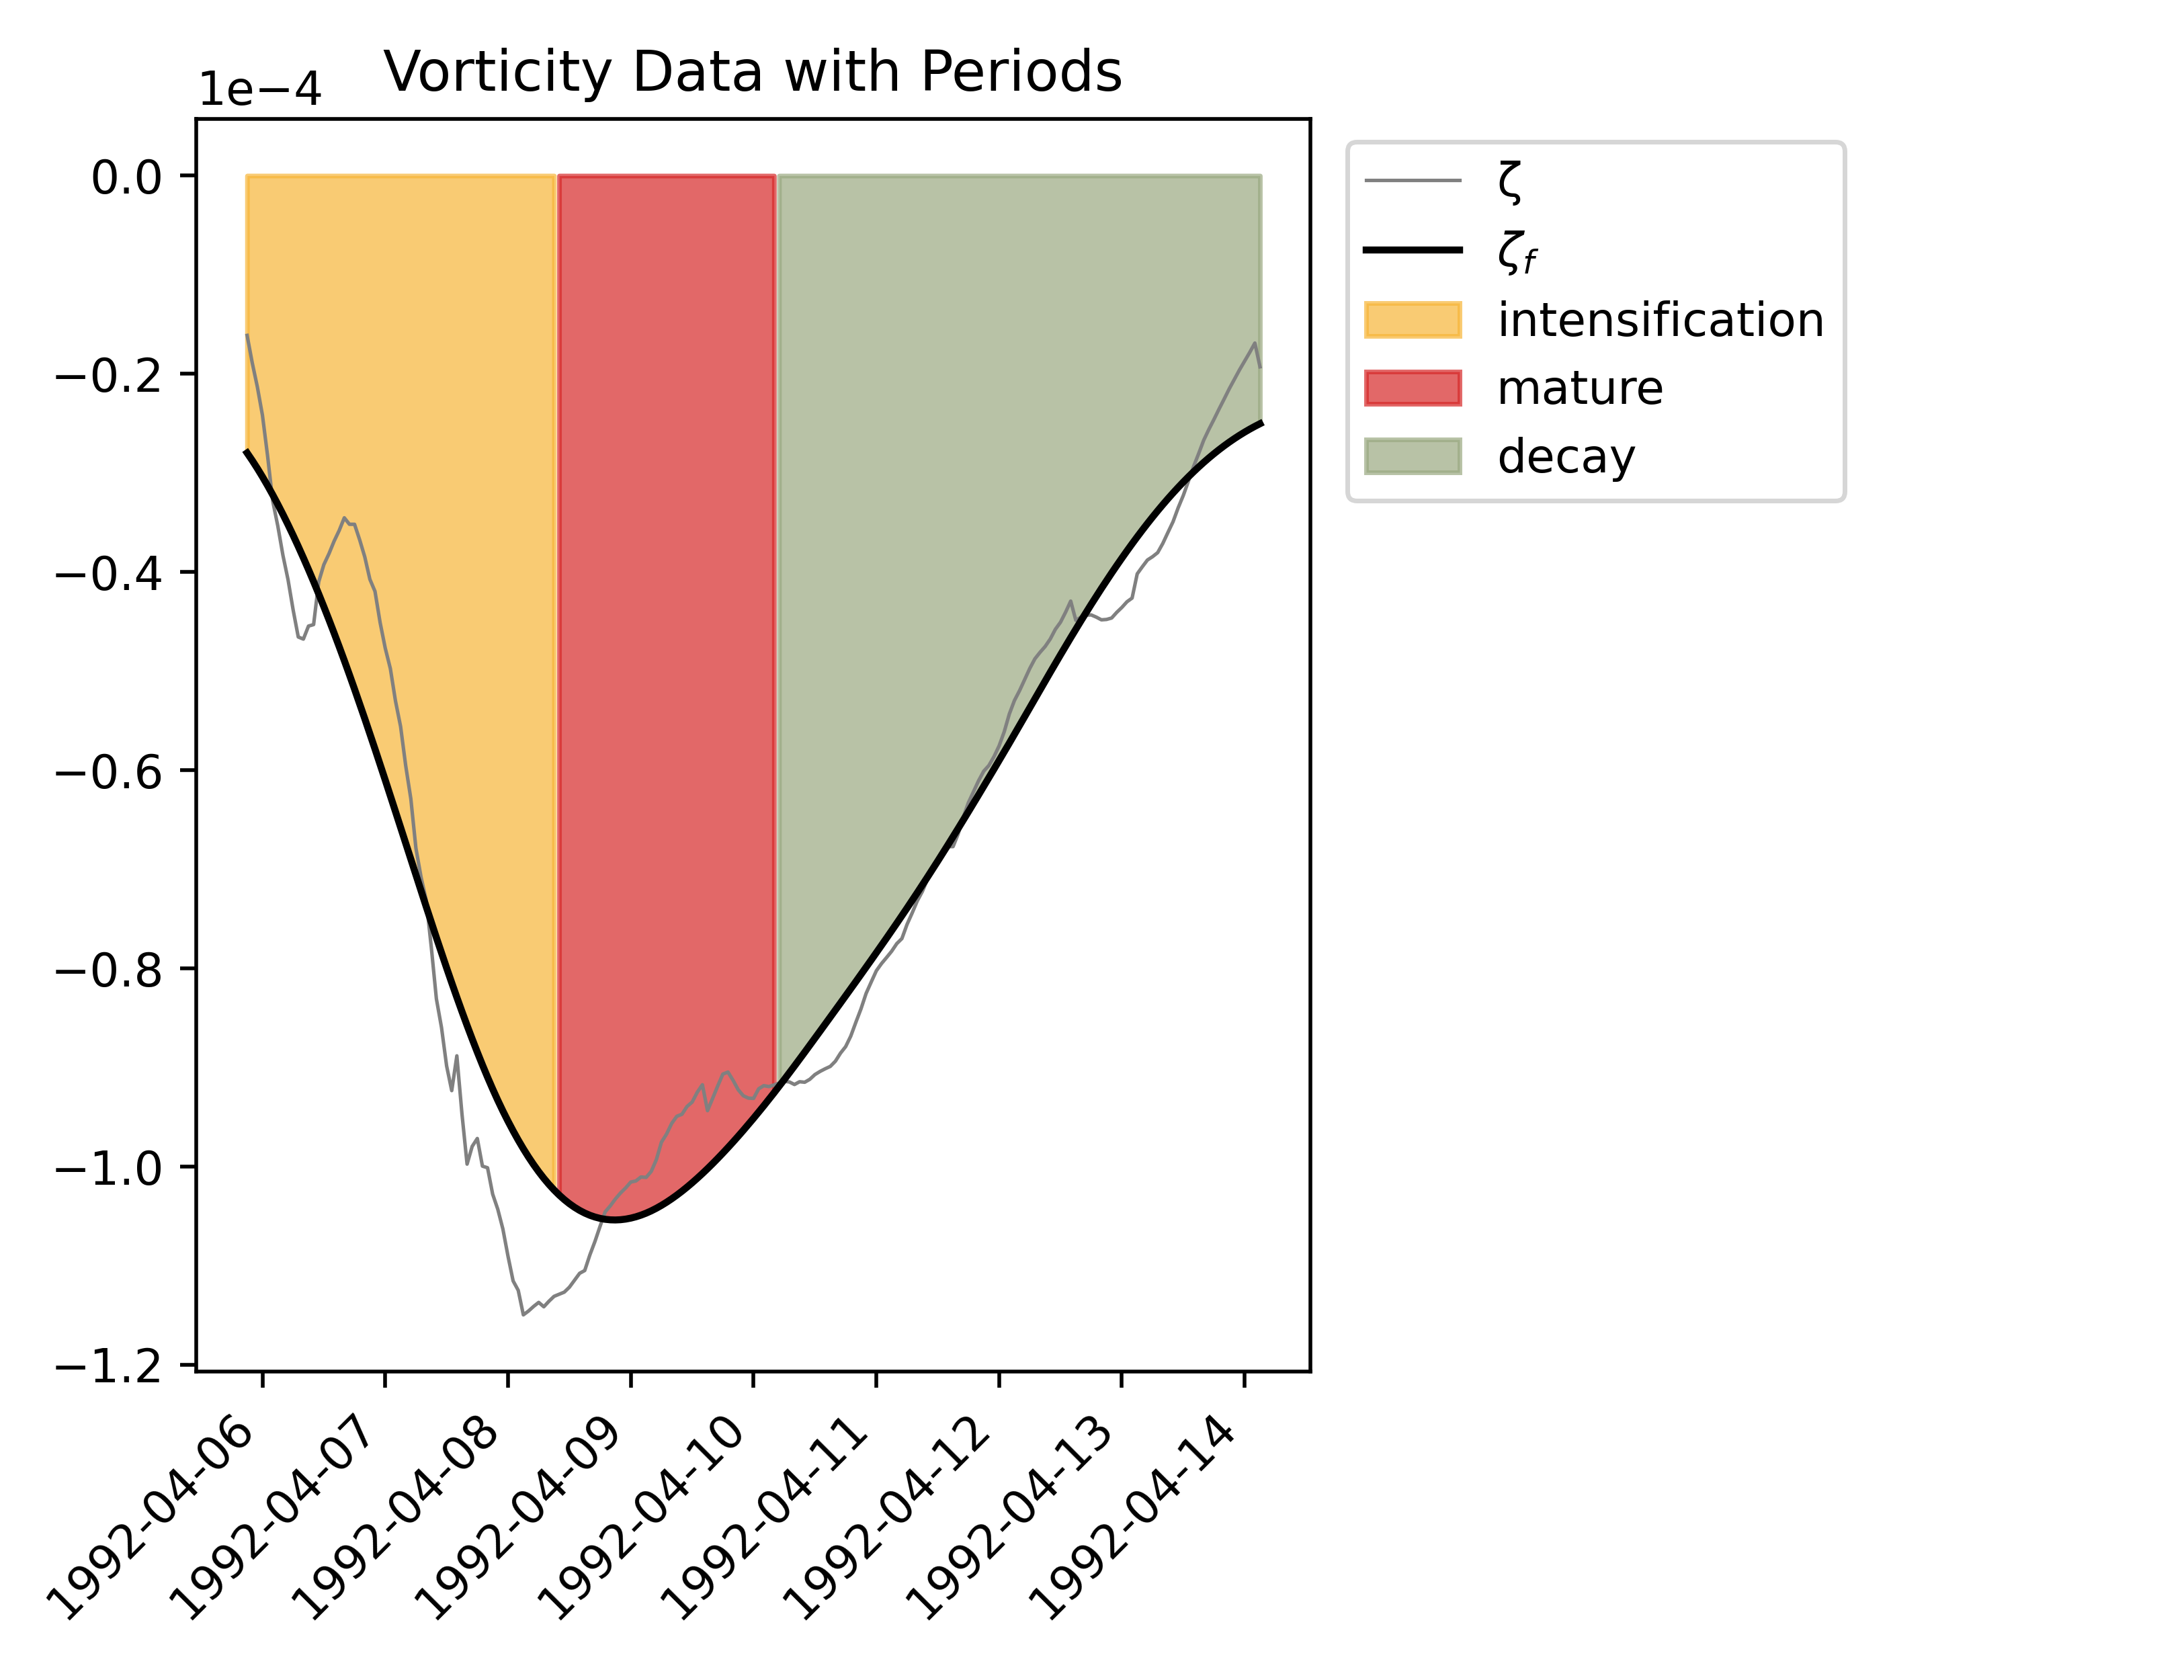 Vorticity Data with Periods
1e−4
0.0
−0.2
−0.4
−0.6
−0.8
−1.0
−1.2
1992-04-06
1992-04-07
1992-04-08
1992-04-09
1992-04-10
1992-04-11
1992-04-12
1992-04-13
1992-04-14
ζ
ζf
intensification
mature
decay